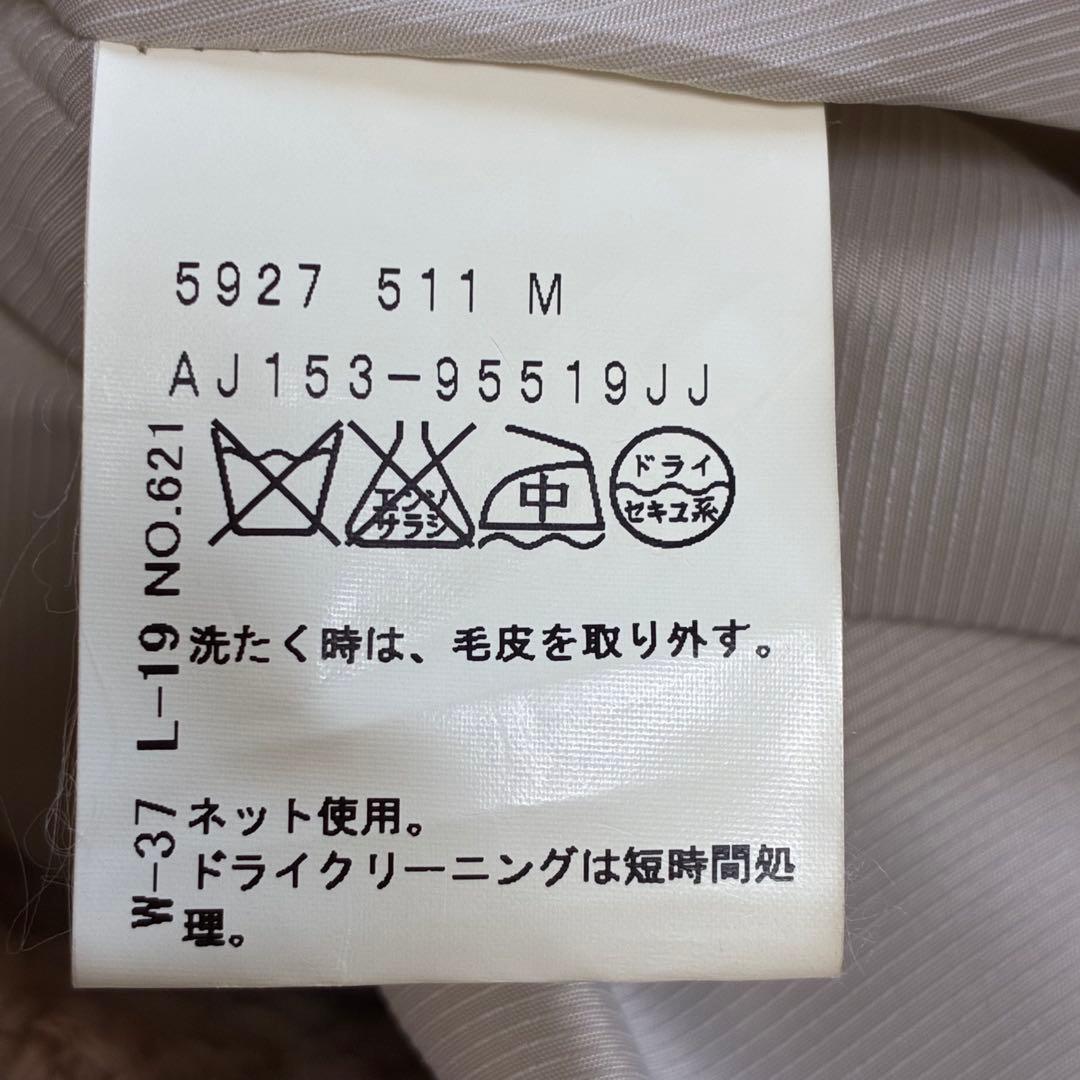 5927 511 M
AJ153-95519JJ
エンソ
サラシ
中
ドライ
セキユ系
洗たく時は、毛皮を取り外す。
ネット使用。
ドライクリーニングは短時間処
理。
W-37 L-19 NO.621